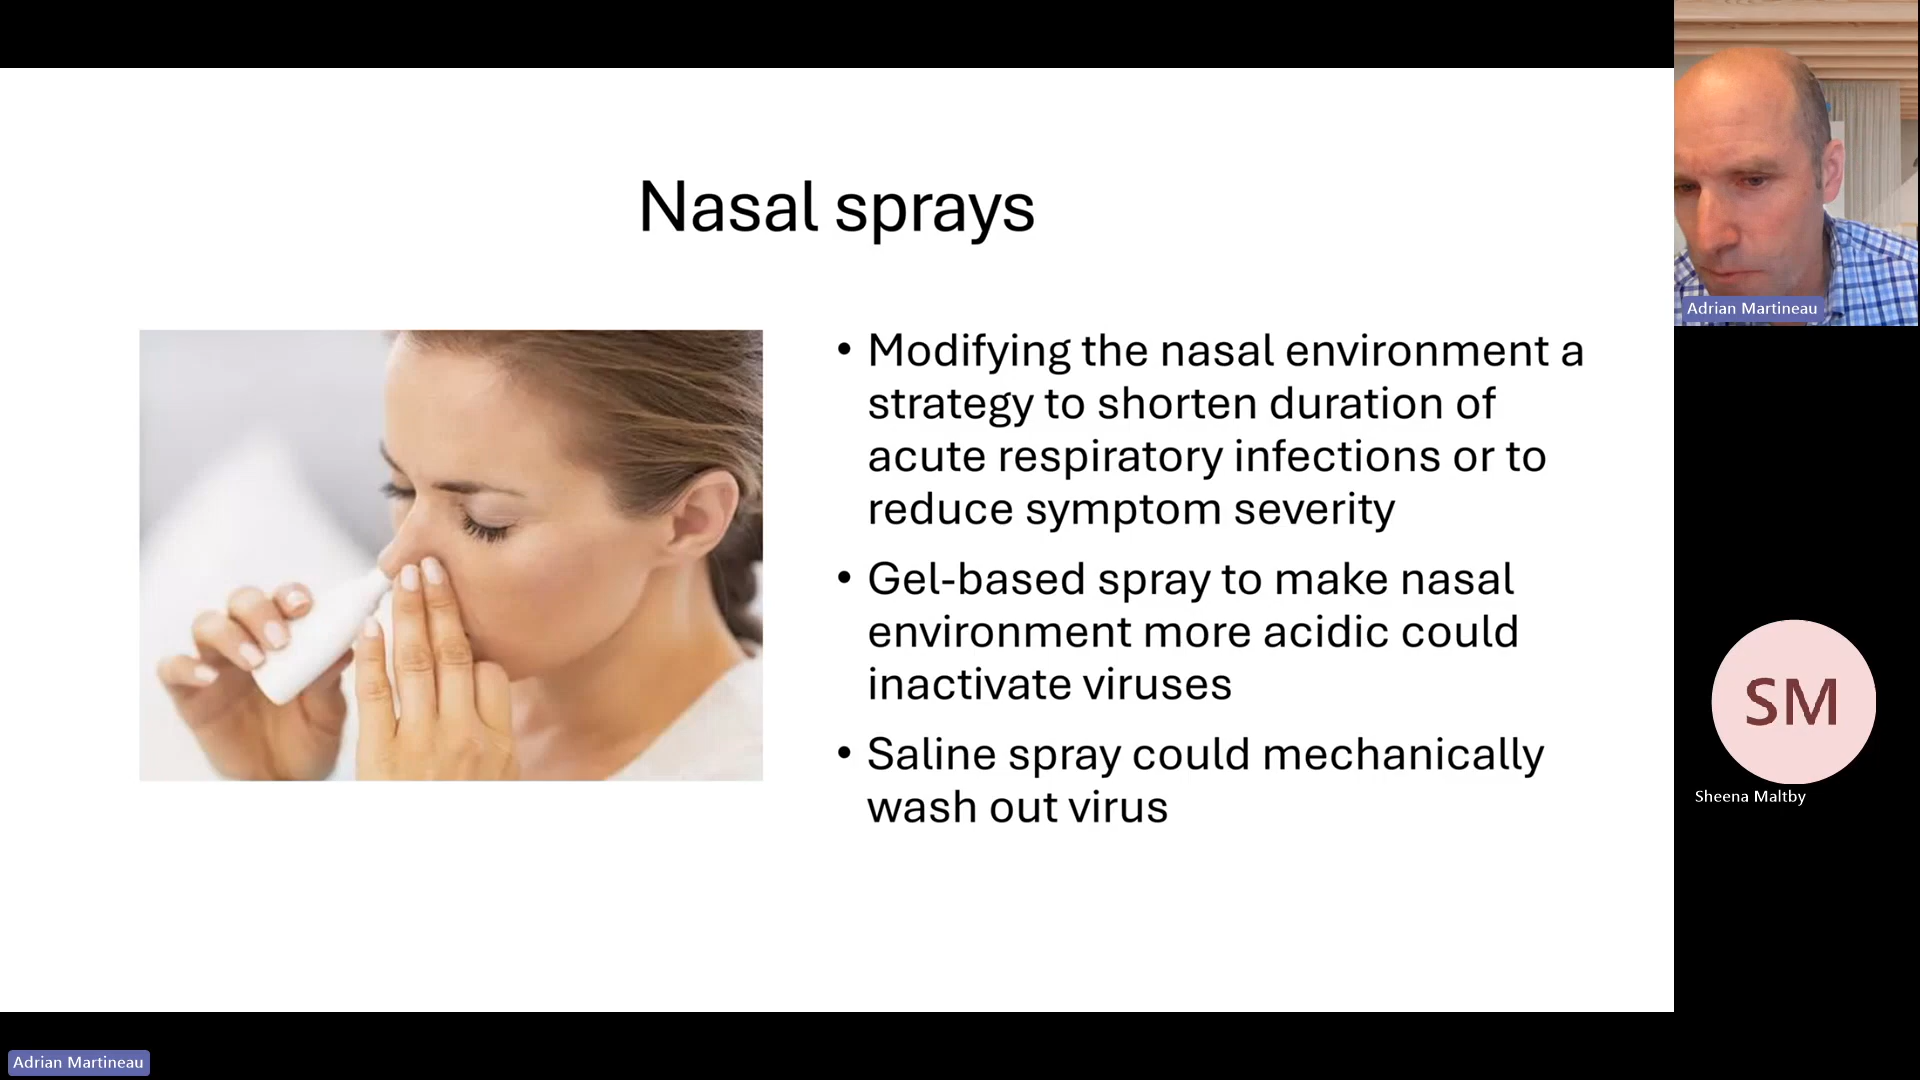 Nasal sprays
• Modifying the nasal environment a
strategy to shorten duration of
acute respiratory infections or to
reduce symptom severity
• Gel-based spray to make nasal
environment more acidic could
inactivate viruses
• Saline spray could mechanically
wash out virus
Adrian Martineau
SM
Sheena Maltby
Adrian Martineau